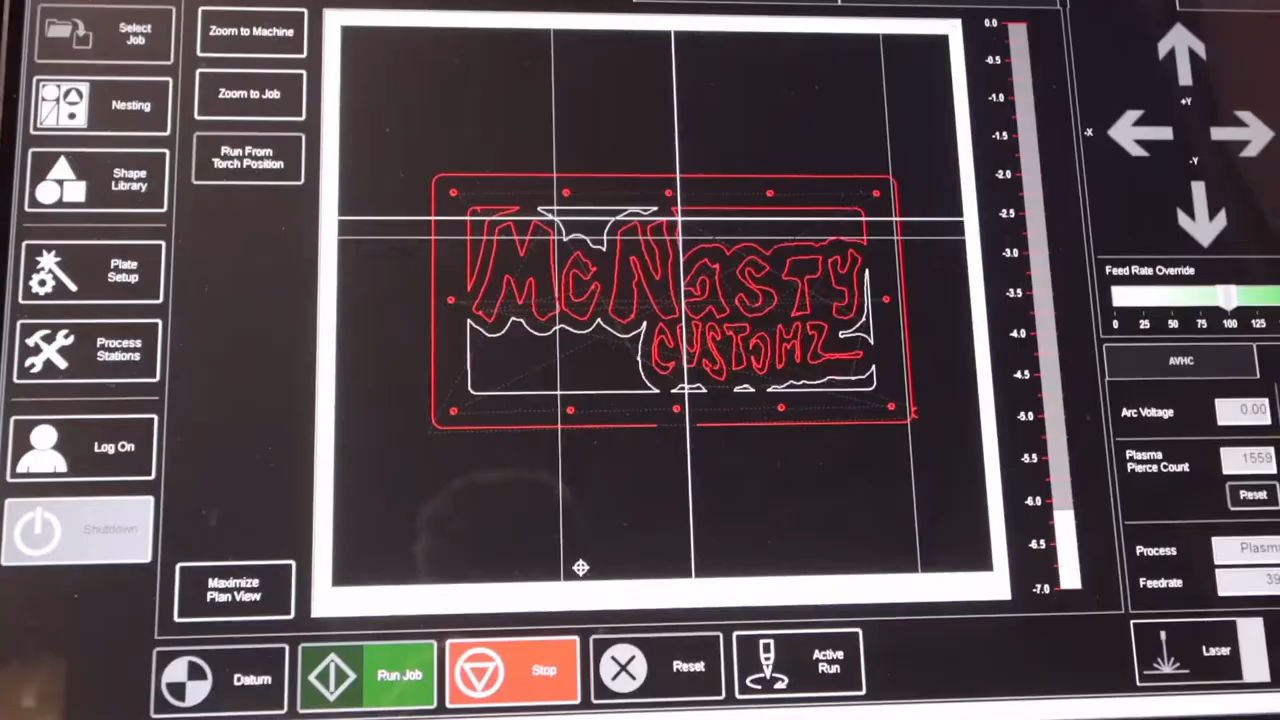 Select
Job
Nesting
Shape
Library
Plate
Setup
Process
Stations
Log On
Shutdown
Zoom to Machine
Zoom to Job
Run From
Torch Position
Maximize
Plan View
McNasty
CUSTOMZ
0.0
-0.5
-1.0
-1.5
-2.0
-2.5
-3.0
-3.5
-4.0
-4.5
-5.0
-5.5
-6.0
-6.5
-7.0
+Y
-X
-Y
Feed Rate Override
0 25 50 75 100 125
AVHC
Arc Voltage 0.00
Plasma
Pierce Count 1559
Reset
Process Plasm
Feedrate 39
Laser
Datum
Run Job
Stop
Reset
Active
Run